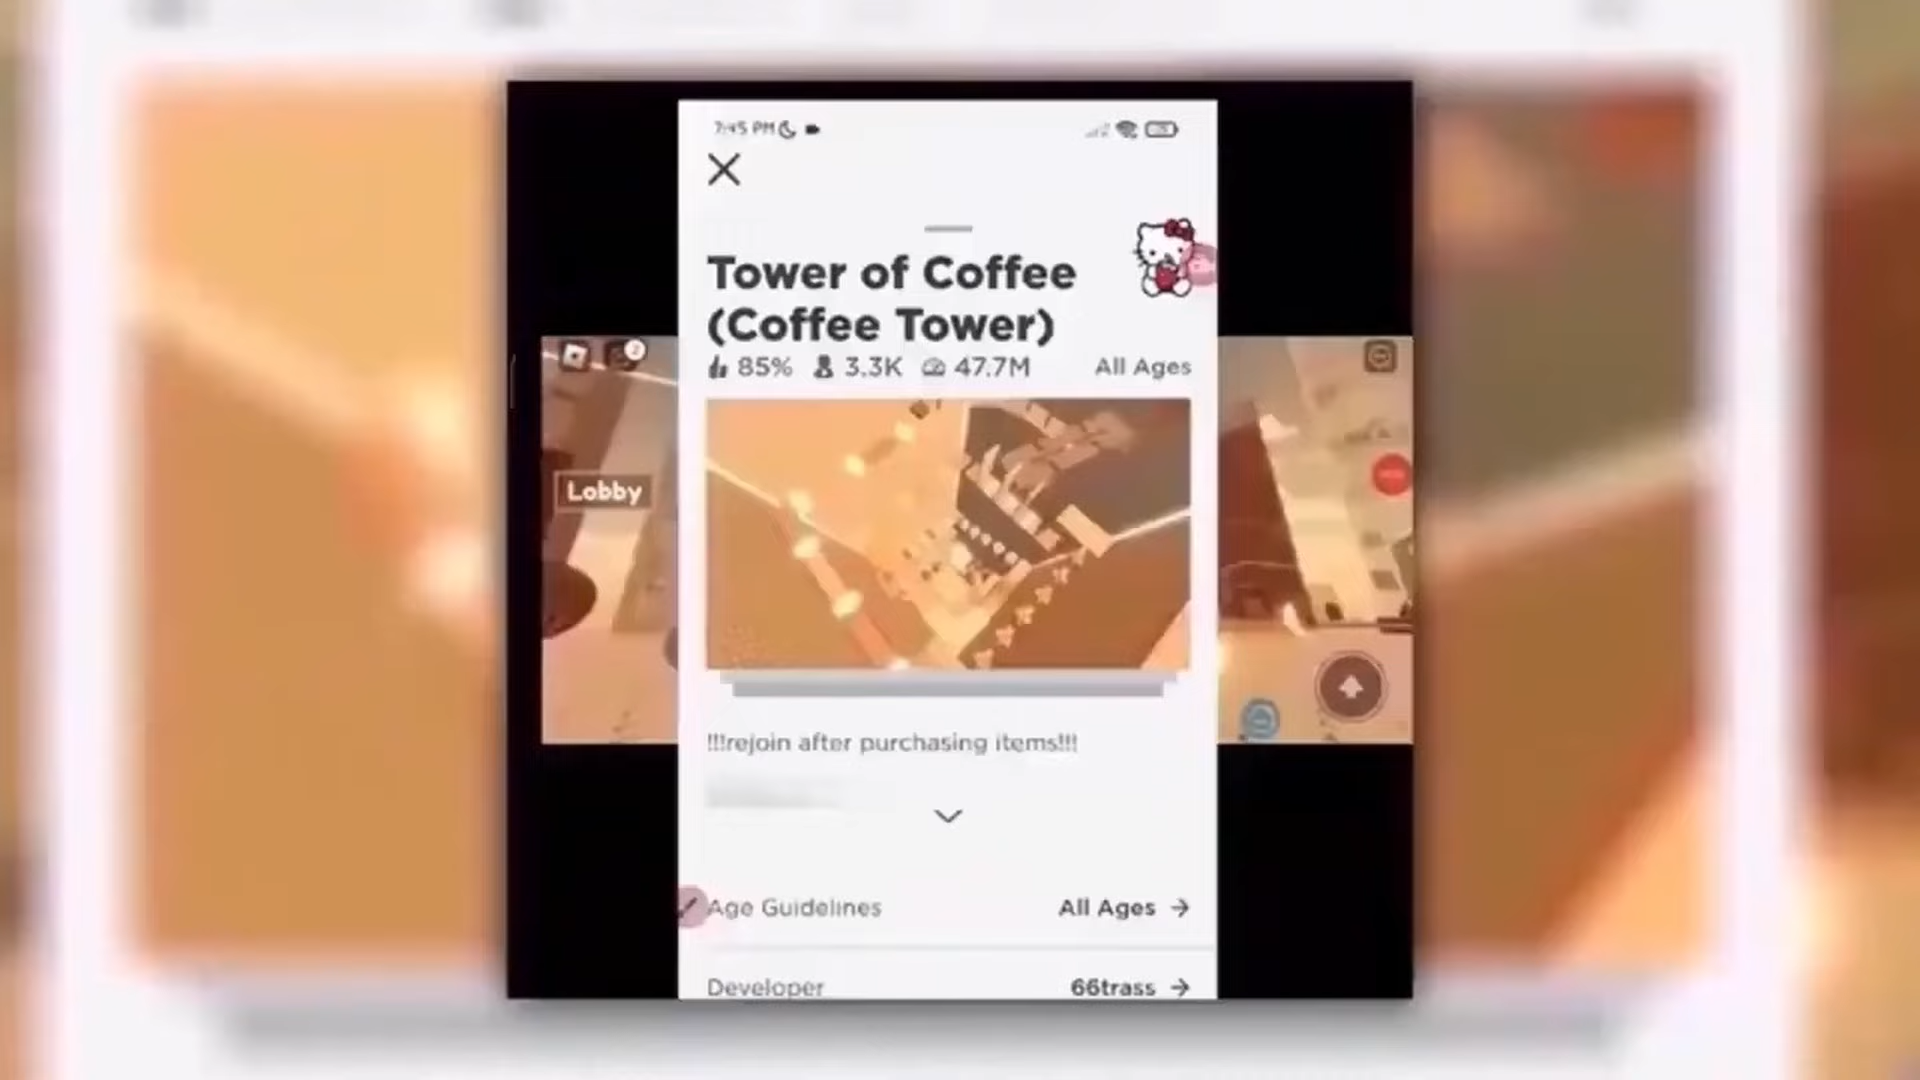 7:45 PM
Tower of Coffee
(Coffee Tower)
85% 3.3K 47.7M All Ages
2
Lobby
!!!rejoin after purchasing items!!!
Age Guidelines All Ages
Developer 66trass